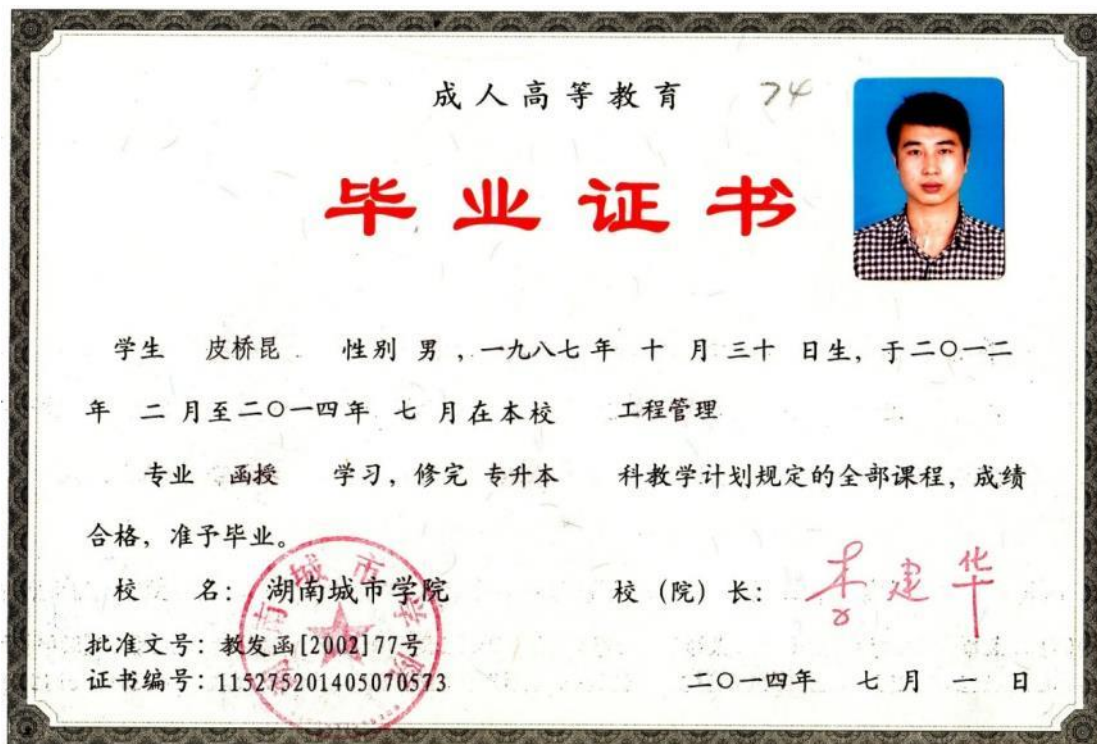 成人高等教育 74
毕业证书
学生 皮桥昆 性别 男 ,一九八七年 十 月 三十 日生, 于二〇一二
年 二 月至二〇一四年 七 月在本校 工程管理
专业 函授 学习, 修完 专升本 科教学计划规定的全部课程, 成绩
合格, 准予毕业。
校 名: 湖南城市学院 校 (院) 长: 李建华
批准文号: 教发函[2002]77号
证书编号: 115275201405070573 二〇一四年 七 月 一 日